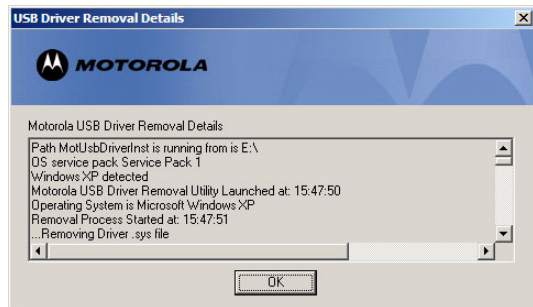 USB Driver Removal Details
MOTOROLA
Motorola USB Driver Removal Details
Path MotUsbDriverInst is running from is E:\
OS service pack Service Pack 1
Windows XP detected
Motorola USB Driver Removal Utility Launched at: 15:47:50
Operating System is Microsoft Windows XP
Removal Process Started at: 15:47:51
...Removing Driver .sys file
OK